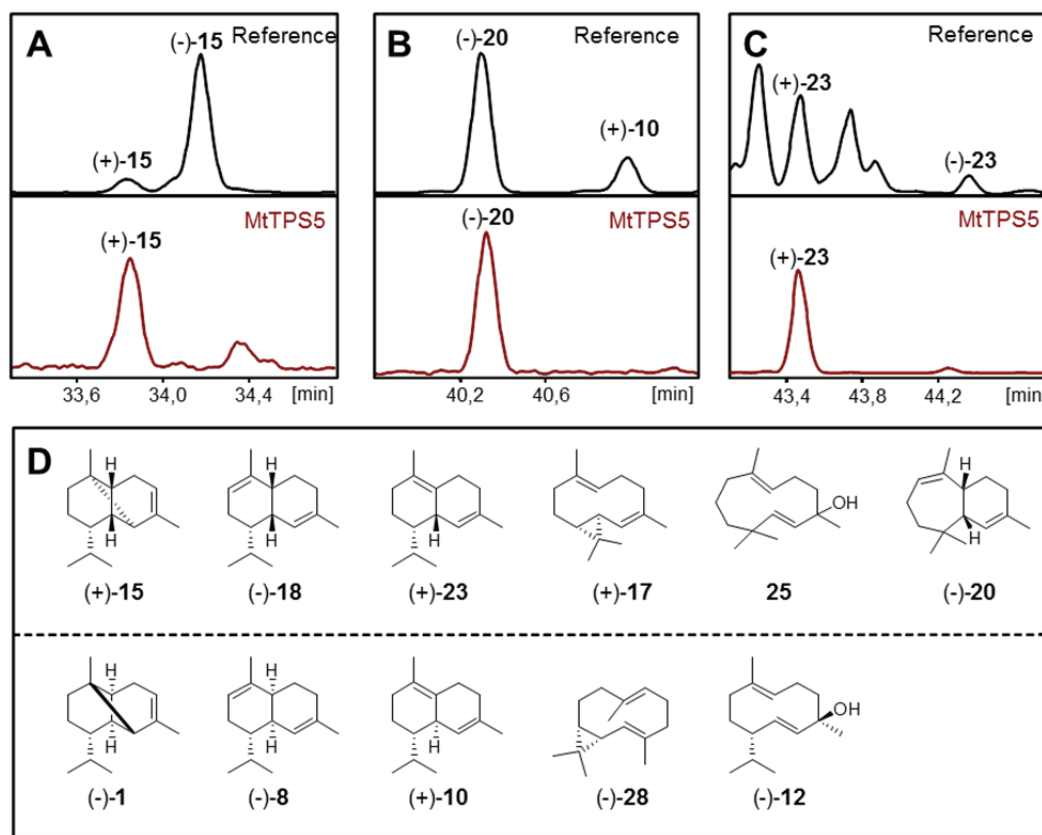 A
(-)-15
Reference
(+)-15
MtTPS5
(+)-15
33,6 34,0 34,4 [min]
B
(-)-20
Reference
(+)-10
MtTPS5
(-)-20
40,2 40,6 [min]
C
Reference
(+)-23
(-)-23
MtTPS5
(+)-23
43,4 43,8 44,2 [min]
D
H
H
H
H
H
OH
H
H
(+)-15 (-)-18 (+)-23 (+)-17 25 (-)-20
H
H
H
H
H
OH
(-)-1 (-)-8 (+)-10 (-)-28 (-)-12